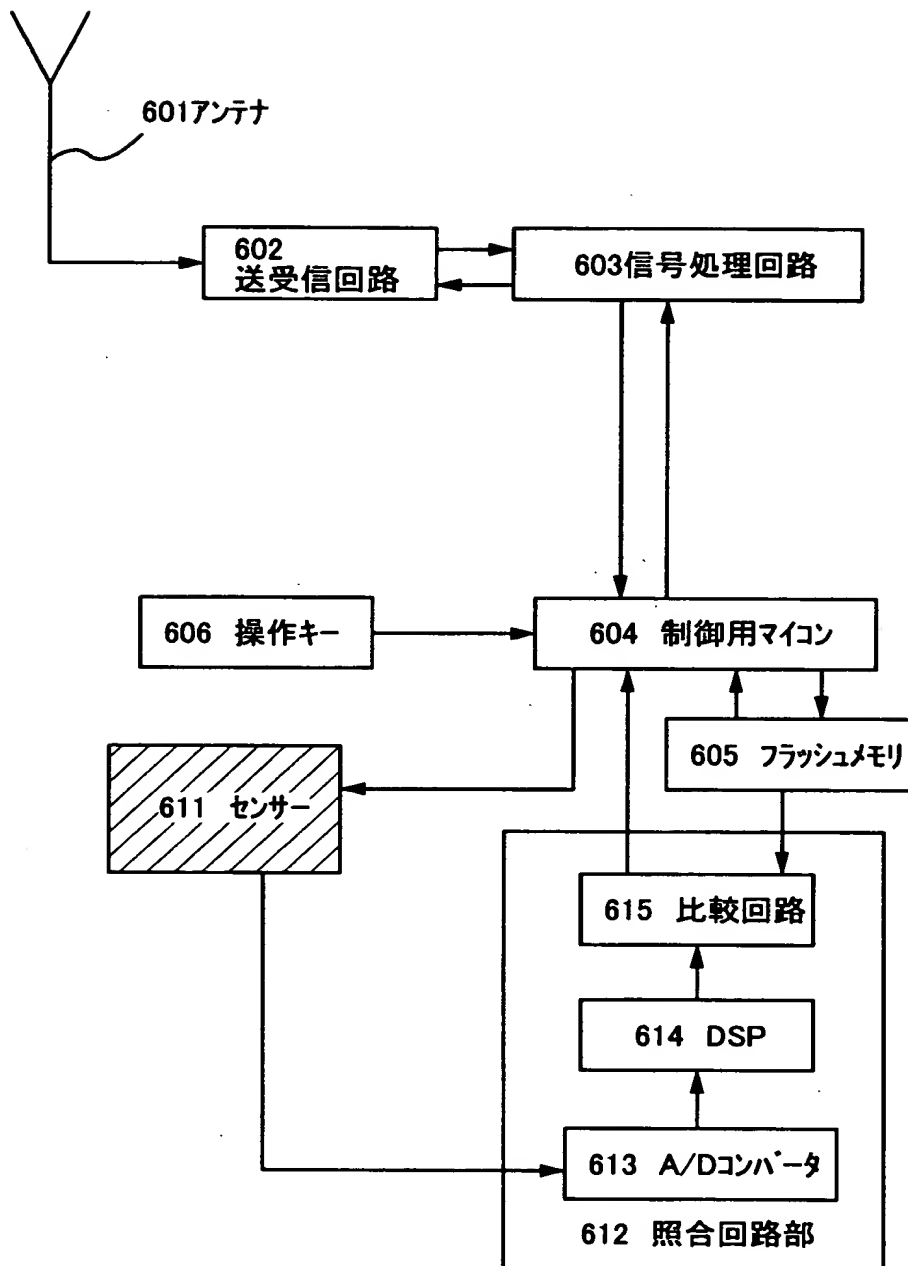 601アンテナ
602
送受信回路
603信号処理回路
606 操作キー
604 制御用マイコン
605 フラッシュメモリ
611 センサー
615 比較回路
614 DSP
613 A/Dコンバータ
612 照合回路部